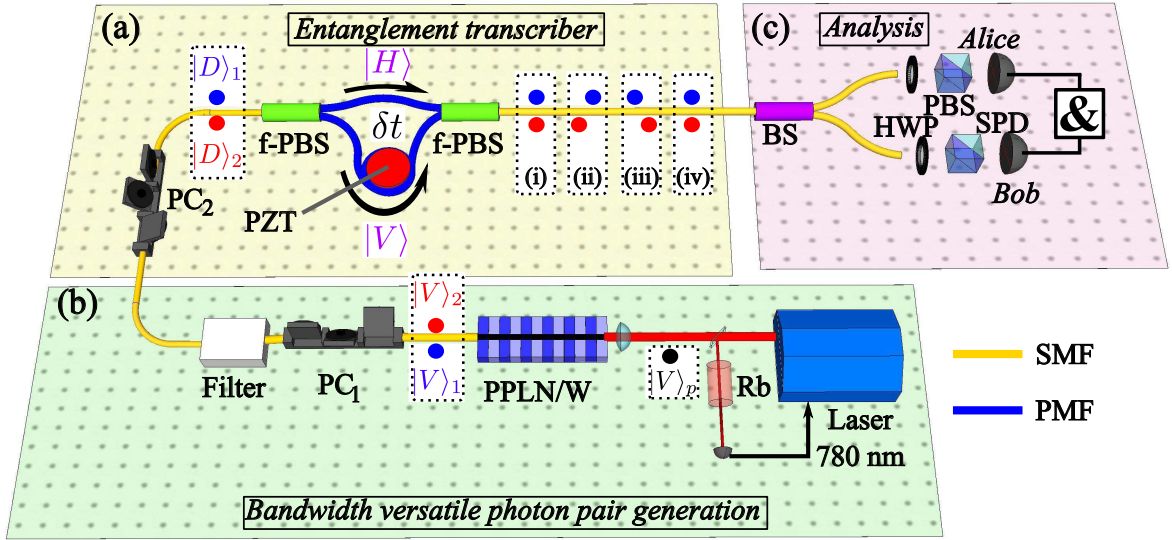 (a)
Entanglement transcriber
|D⟩1
|D⟩2
|H⟩
δt
|V⟩
f-PBS
f-PBS
PZT
PC2
(i)
(ii)
(iii)
(iv)
(c)
Analysis
Alice
BS
HWP
PBS
SPD
&
Bob
(b)
Filter
PC1
|V⟩2
|V⟩1
PPLN/W
|V⟩p
Rb
Laser
780 nm
Bandwidth versatile photon pair generation
SMF
PMF